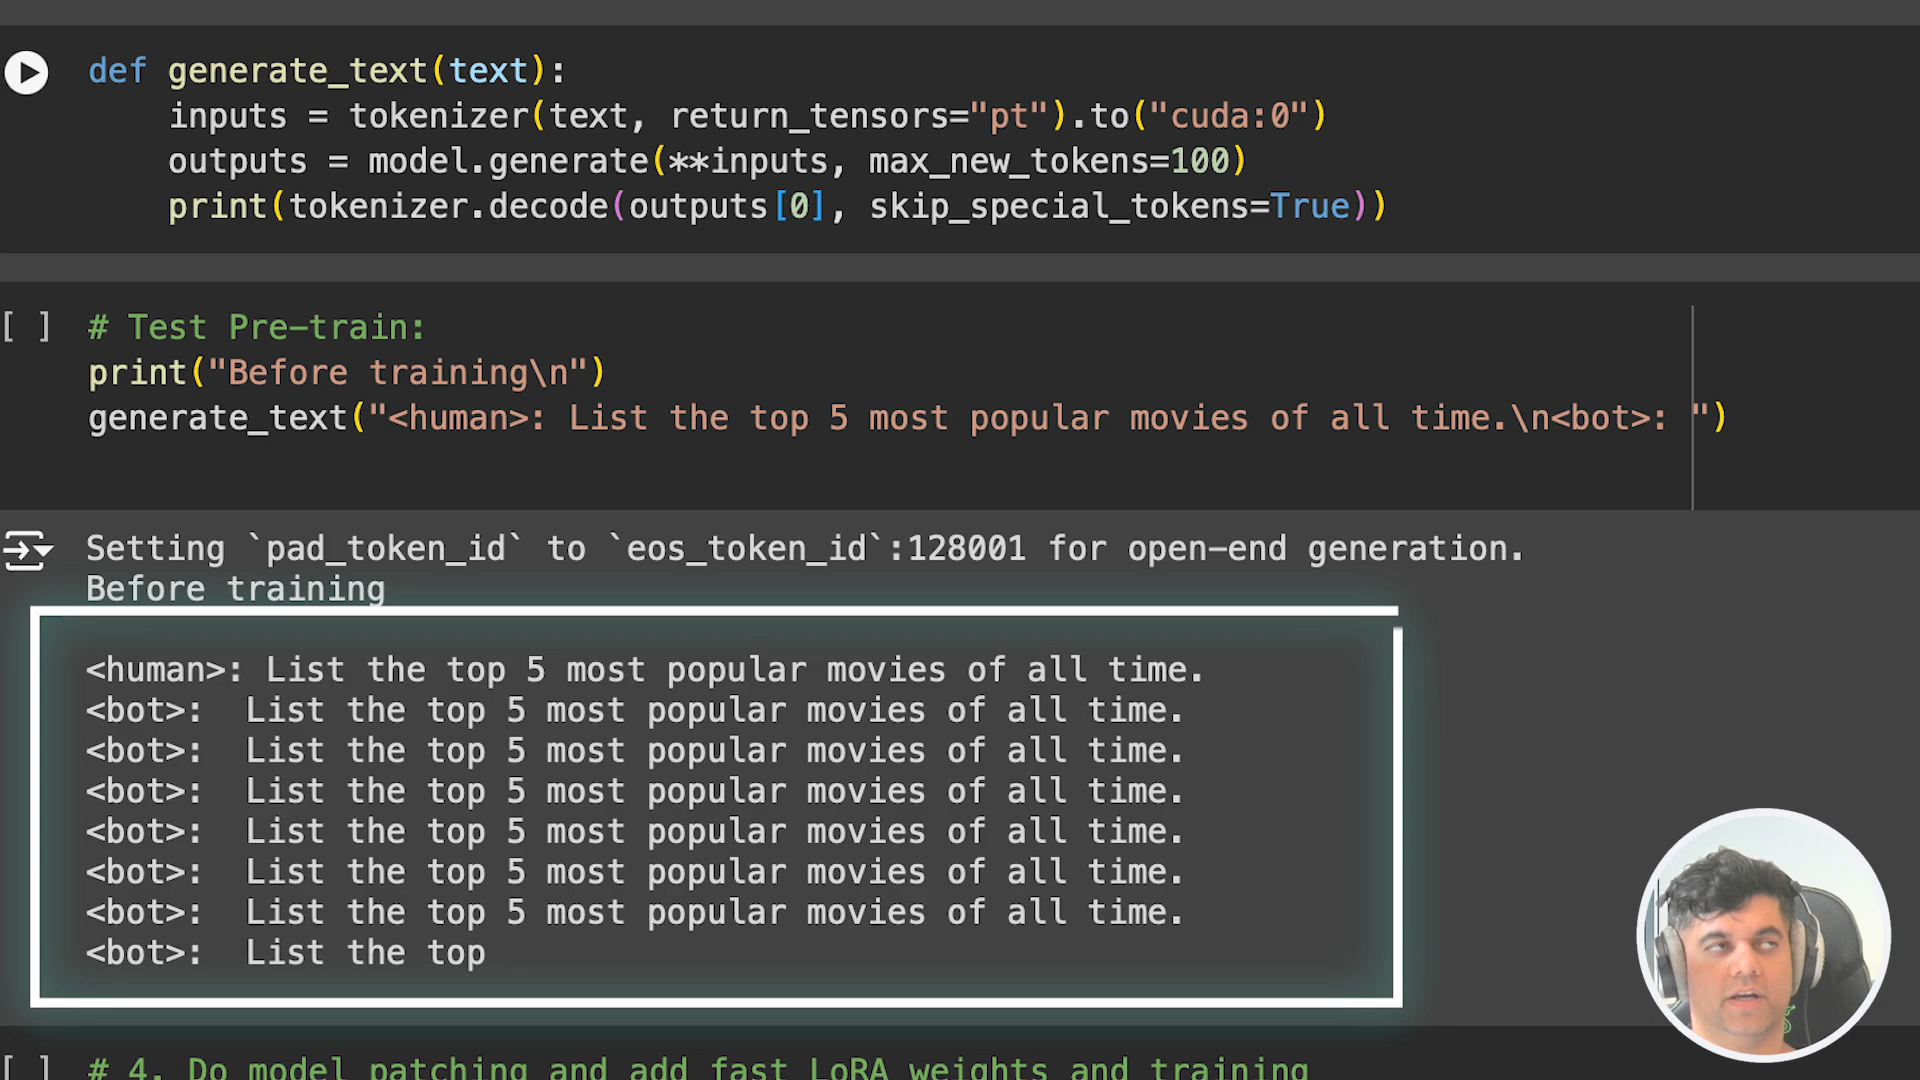 def generate_text(text):
    inputs = tokenizer(text, return_tensors="pt").to("cuda:0")
    outputs = model.generate(**inputs, max_new_tokens=100)
    print(tokenizer.decode(outputs[0], skip_special_tokens=True))
[ ] # Test Pre-train:
print("Before training\n")
generate_text("<human>: List the top 5 most popular movies of all time.\n<bot>: ")
Setting `pad_token_id` to `eos_token_id`:128001 for open-end generation.
Before training
<human>: List the top 5 most popular movies of all time.
<bot>:  List the top 5 most popular movies of all time.
<bot>:  List the top 5 most popular movies of all time.
<bot>:  List the top 5 most popular movies of all time.
<bot>:  List the top 5 most popular movies of all time.
<bot>:  List the top 5 most popular movies of all time.
<bot>:  List the top 5 most popular movies of all time.
<bot>:  List the top
[ ] # 4. Do model patching and add fast LoRA weights and training